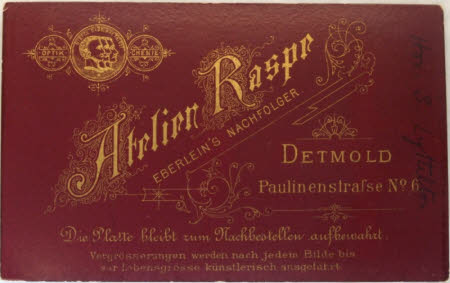 OPTIK CHEMIE
Atelier Raspe
EBERLEIN'S NACHFOLGER
DETMOLD
Paulinenstraſse No 6.
Die Platte bleibt zum Nachbestellen aufbewahrt.
Vergrösserungen werden nach jedem Bilde bis
zur Lebensgrösse künstlerisch ausgeführt.
Hon S.